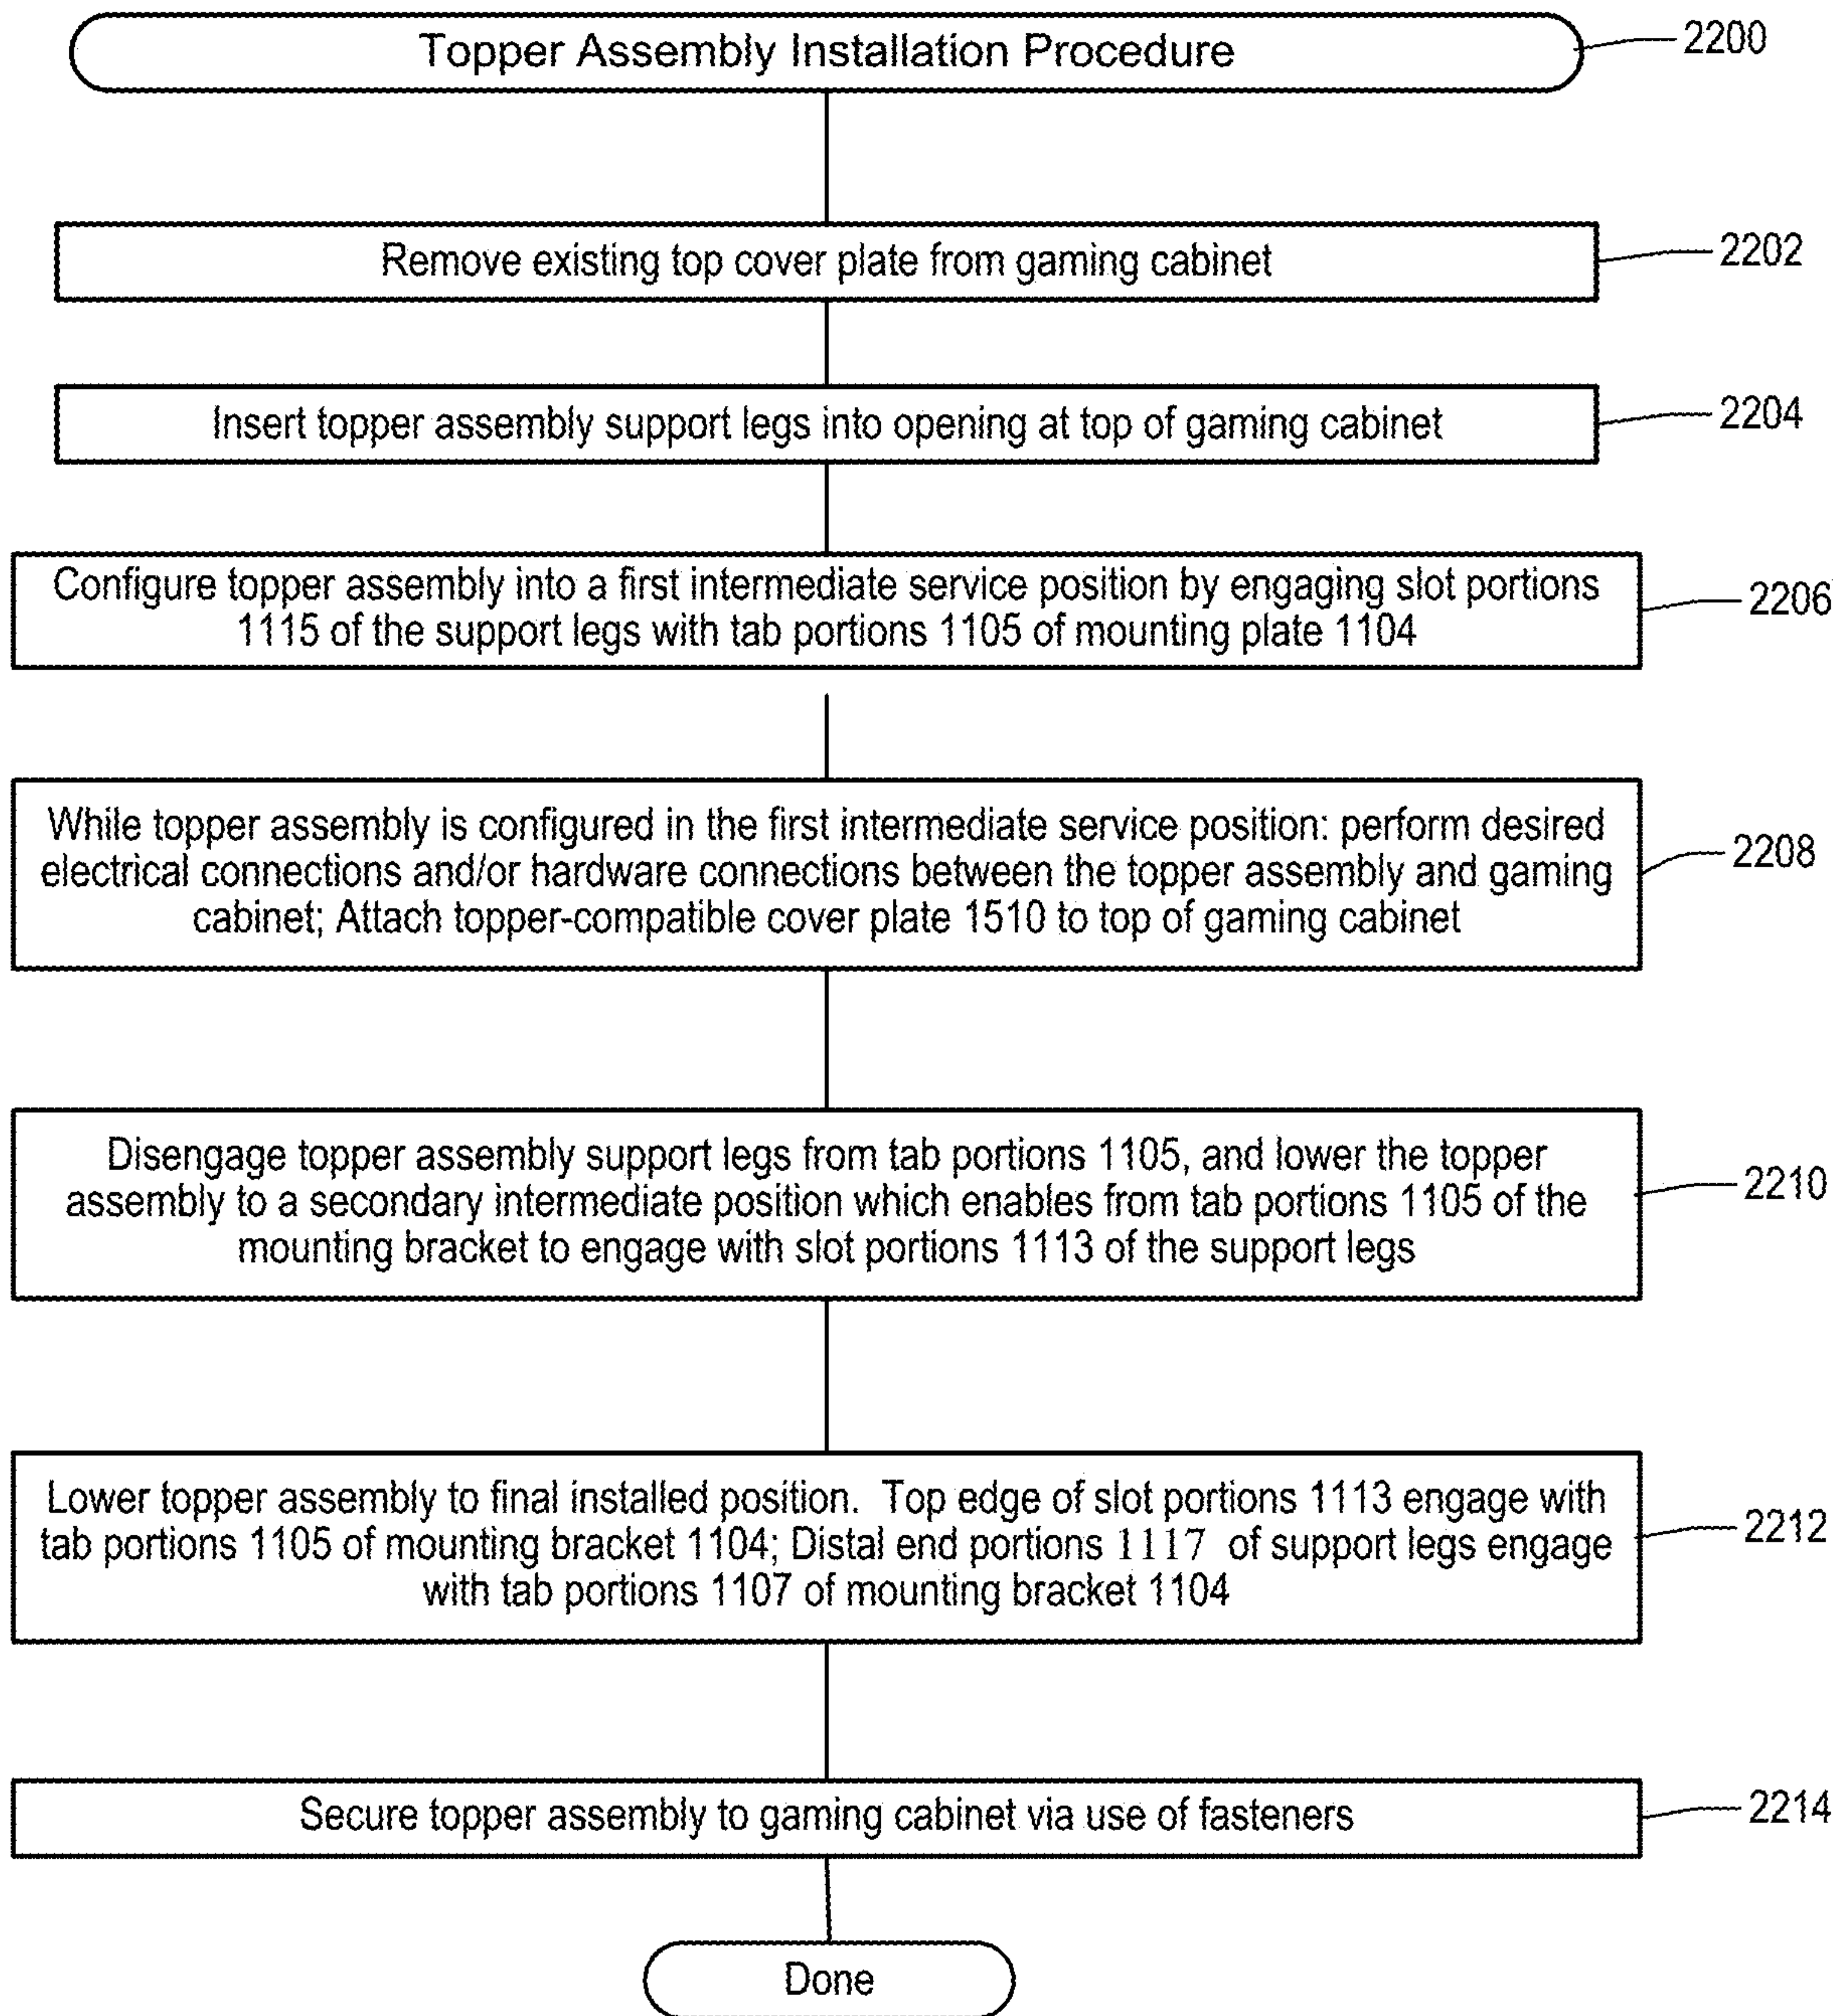 Topper Assembly Installation Procedure
2200
Remove existing top cover plate from gaming cabinet
2202
Insert topper assembly support legs into opening at top of gaming cabinet
2204
Configure topper assembly into a first intermediate service position by engaging slot portions
1115 of the support legs with tab portions 1105 of mounting plate 1104
2206
While topper assembly is configured in the first intermediate service position: perform desired
electrical connections and/or hardware connections between the topper assembly and gaming
cabinet; Attach topper-compatible cover plate 1510 to top of gaming cabinet
2208
Disengage topper assembly support legs from tab portions 1105, and lower the topper
assembly to a secondary intermediate position which enables from tab portions 1105 of the
mounting bracket to engage with slot portions 1113 of the support legs
2210
Lower topper assembly to final installed position. Top edge of slot portions 1113 engage with
tab portions 1105 of mounting bracket 1104; Distal end portions 1117 of support legs engage
with tab portions 1107 of mounting bracket 1104
2212
Secure topper assembly to gaming cabinet via use of fasteners
2214
Done